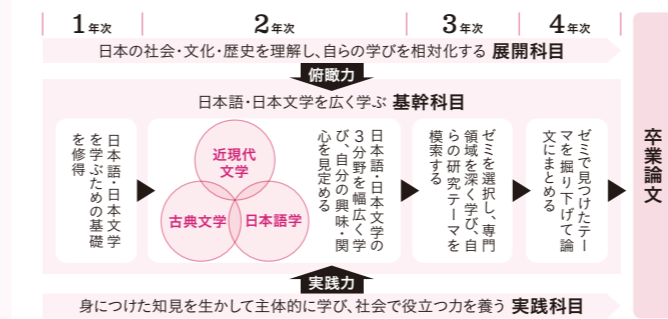 1年次
2年次
3年次
4年次
日本の社会・文化・歴史を理解し、自らの学びを相対化する 展開科目
俯瞰力
日本語・日本文学を広く学ぶ 基幹科目
日本語・日本文学
を学ぶための基礎
を修得
近現代
文学
古典文学
日本語学
日本語・日本文学の
3分野を幅広く学
び、自分の興味・関
心を見定める
ゼミを選択し、専門
領域を深く学び、自
らの研究テーマを
模索する
ゼミで見つけたテー
マを掘り下げて論
文にまとめる
卒業論文
実践力
身につけた知見を生かして主体的に学び、社会で役立つ力を養う 実践科目